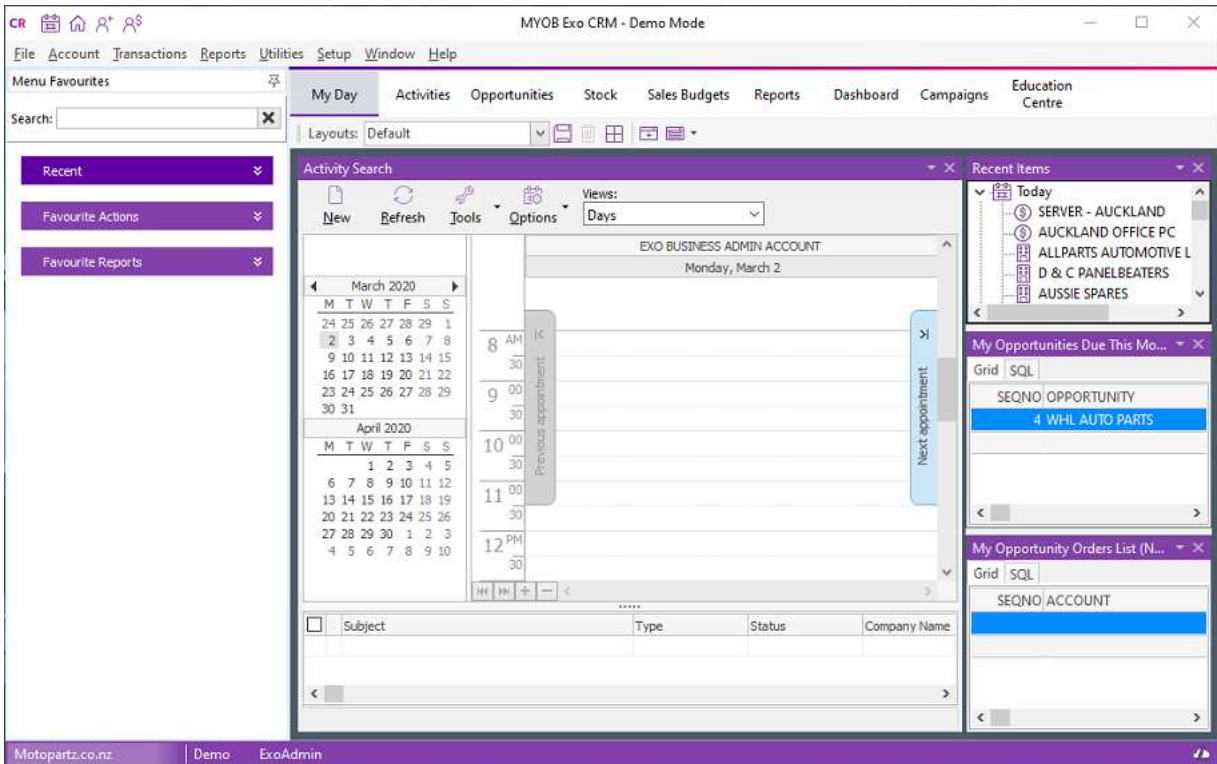 CR MYOB Exo CRM - Demo Mode
File Account Transactions Reports Utilities Setup Window Help
Menu Favourites
Search:
Recent
Favourite Actions
Favourite Reports
My Day Activities Opportunities Stock Sales Budgets Reports Dashboard Campaigns Education Centre
Layouts: Default
Activity Search
New Refresh Tools Options Views:
Days
EXO BUSINESS ADMIN ACCOUNT
Monday, March 2
March 2020
M T W T F S S
24 25 26 27 28 29 1
2 3 4 5 6 7 8
9 10 11 12 13 14 15
16 17 18 19 20 21 22
23 24 25 26 27 28 29
30 31
April 2020
M T W T F S S
1 2 3 4 5
6 7 8 9 10 11 12
13 14 15 16 17 18 19
20 21 22 23 24 25 26
27 28 29 30 1 2 3
4 5 6 7 8 9 10
8 AM
30
9 00
30
10 00
30
11 00
30
12 PM
30
Previous appointment
Next appointment
Subject Type Status Company Name
Recent Items
Today
SERVER - AUCKLAND
AUCKLAND OFFICE PC
ALLPARTS AUTOMOTIVE L
D & C PANELBEATERS
AUSSIE SPARES
My Opportunities Due This Mo...
Grid SQL
SEQNO OPPORTUNITY
4 WHL AUTO PARTS
My Opportunity Orders List (N...
Grid SQL
SEQNO ACCOUNT
Motopartz.co.nz Demo ExoAdmin